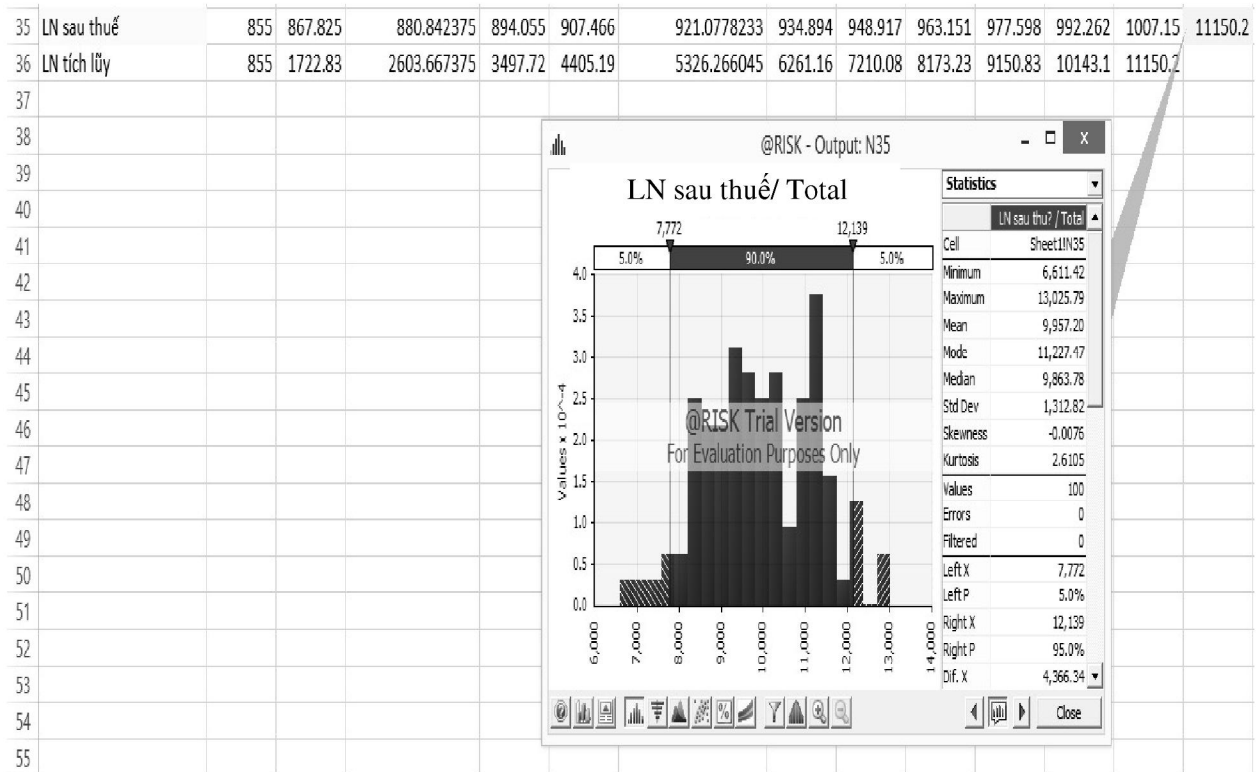 35 LN sau thuế 855 867.825 880.842375 894.055 907.466 921.0778233 934.894 948.917 963.151 977.598 992.262 1007.15 11150.2
36 LN tích lũy 855 1722.83 2603.667375 3497.72 4405.19 5326.266045 6261.16 7210.08 8173.23 9150.83 10143.1 11150.2
37
38
39
40
41
42
43
44
45
46
47
48
49
50
51
52
53
54
55
@RISK - Output: N35
LN sau thuế/ Total
7,772 12,139
5.0% 90.0% 5.0%
4.0
3.5
3.0
2.5
2.0
1.5
1.0
0.5
0.0
Values x 10^-4
@RISK Trial Version
For Evaluation Purposes Only
6,000 7,000 8,000 9,000 10,000 11,000 12,000 13,000 14,000
Statistics
LN sau thu? / Total
Cell Sheet1!N35
Minimum 6,611.42
Maximum 13,025.79
Mean 9,957.20
Mode 11,227.47
Median 9,863.78
Std Dev 1,312.82
Skewness -0.0076
Kurtosis 2.6105
Values 100
Errors 0
Filtered 0
Left X 7,772
Left P 5.0%
Right X 12,139
Right P 95.0%
Dif. X 4,366.34
Close